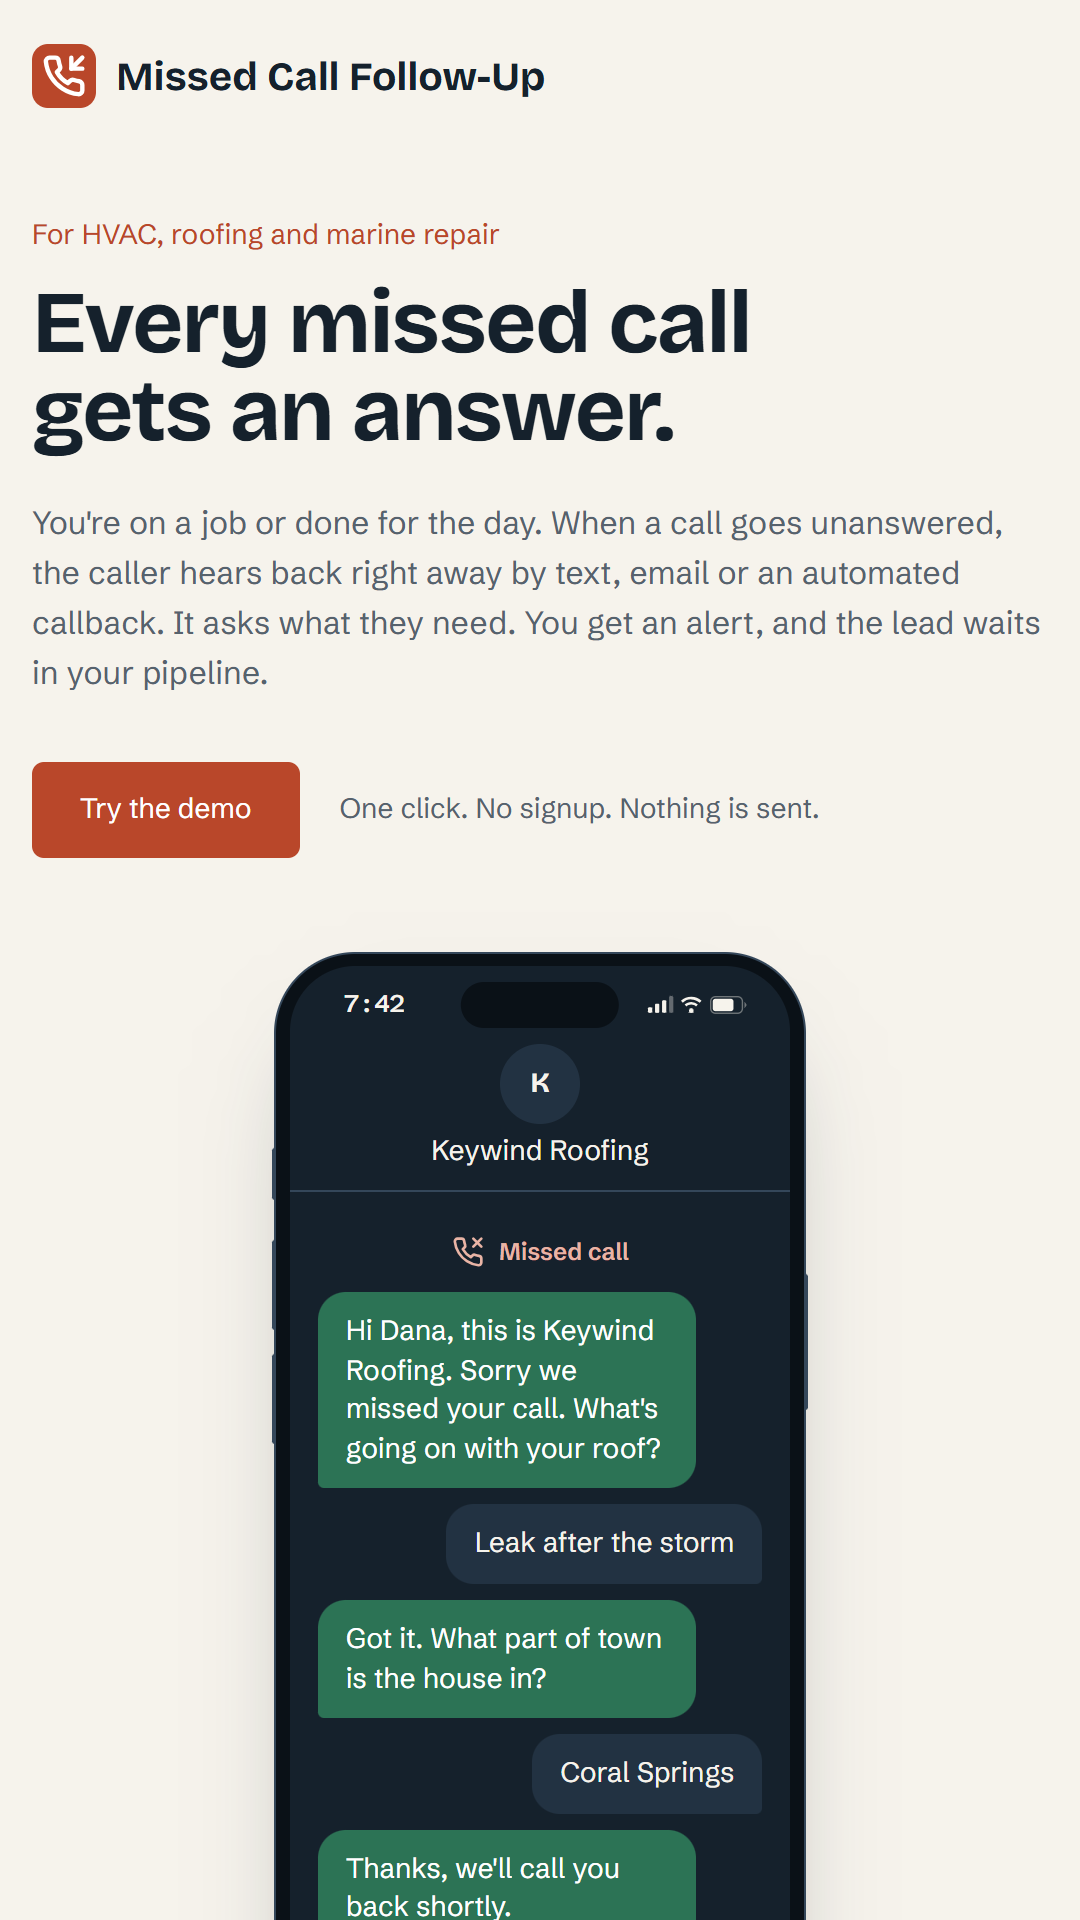 Missed Call Follow-Up
For HVAC, roofing and marine repair
Every missed call
gets an answer.
You're on a job or done for the day. When a call goes unanswered,
the caller hears back right away by text, email or an automated
callback. It asks what they need. You get an alert, and the lead waits
in your pipeline.
Try the demo
One click. No signup. Nothing is sent.
7:42
K
Keywind Roofing
Missed call
Hi Dana, this is Keywind
Roofing. Sorry we
missed your call. What's
going on with your roof?
Leak after the storm
Got it. What part of town
is the house in?
Coral Springs
Thanks, we'll call you
back shortly.